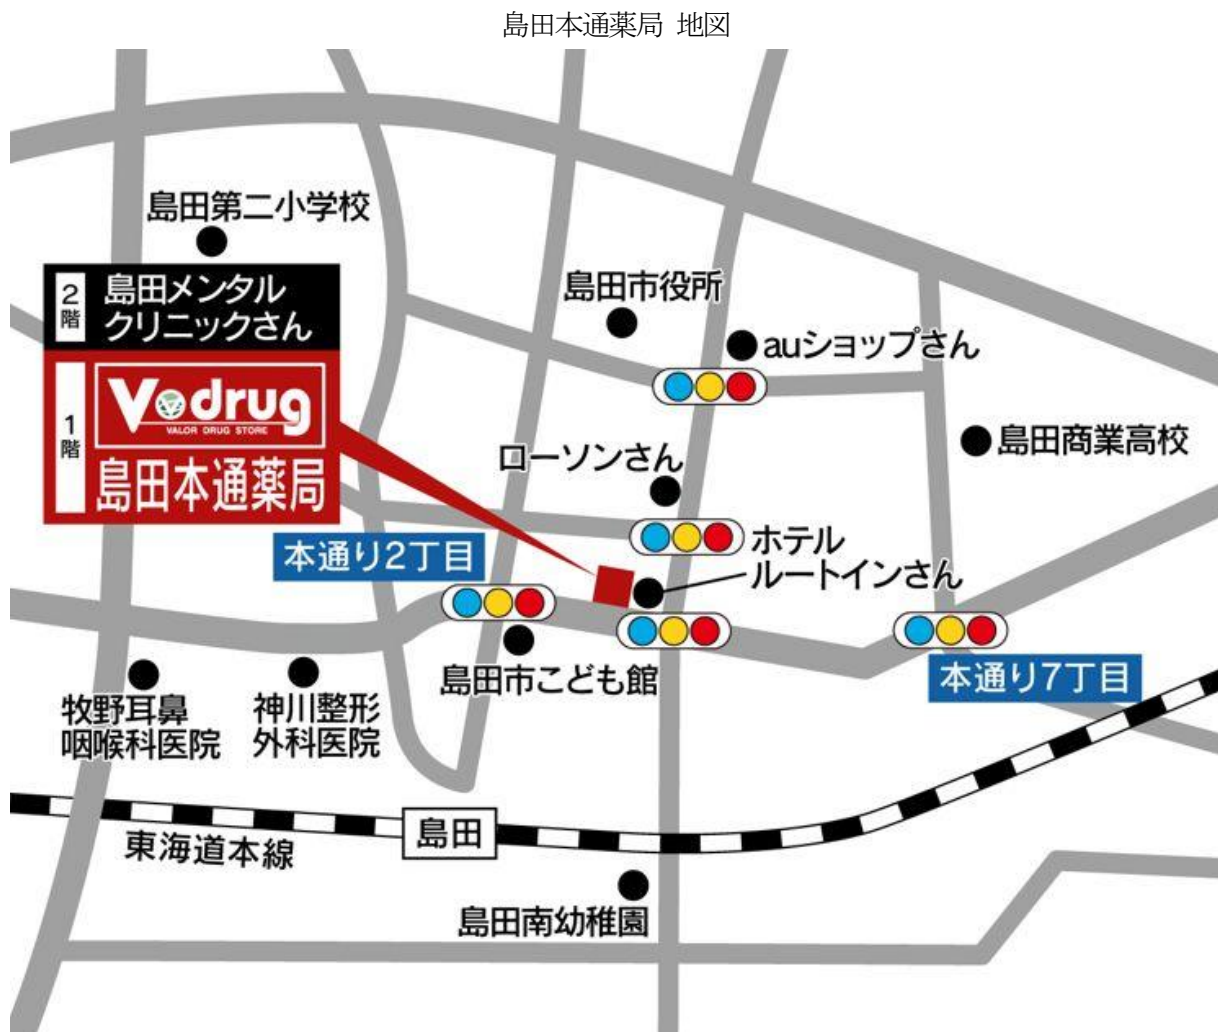 島田本通薬局 地図
島田第二小学校
2階
島田メンタル
クリニックさん
1階
Vdrug
VALOR DRUG STORE
島田本通薬局
島田市役所
auショップさん
島田商業高校
ローソンさん
ホテル
ルートインさん
本通り2丁目
島田市こども館
本通り7丁目
牧野耳鼻
咽喉科医院
神川整形
外科医院
島田
東海道本線
島田南幼稚園